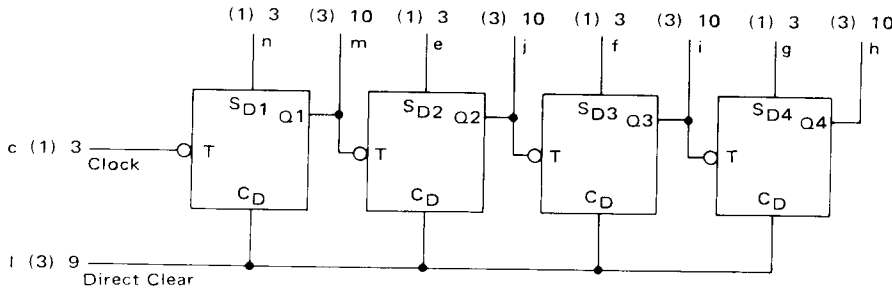 (1) 3 (3) 10 (1) 3 (3) 10 (1) 3 (3) 10 (1) 3 (3) 10
n m e j f i g h
SD1 Q1 SD2 Q2 SD3 Q3 SD4 Q4
c (1) 3 T T T T
Clock
CD CD CD CD
l (3) 9
Direct Clear